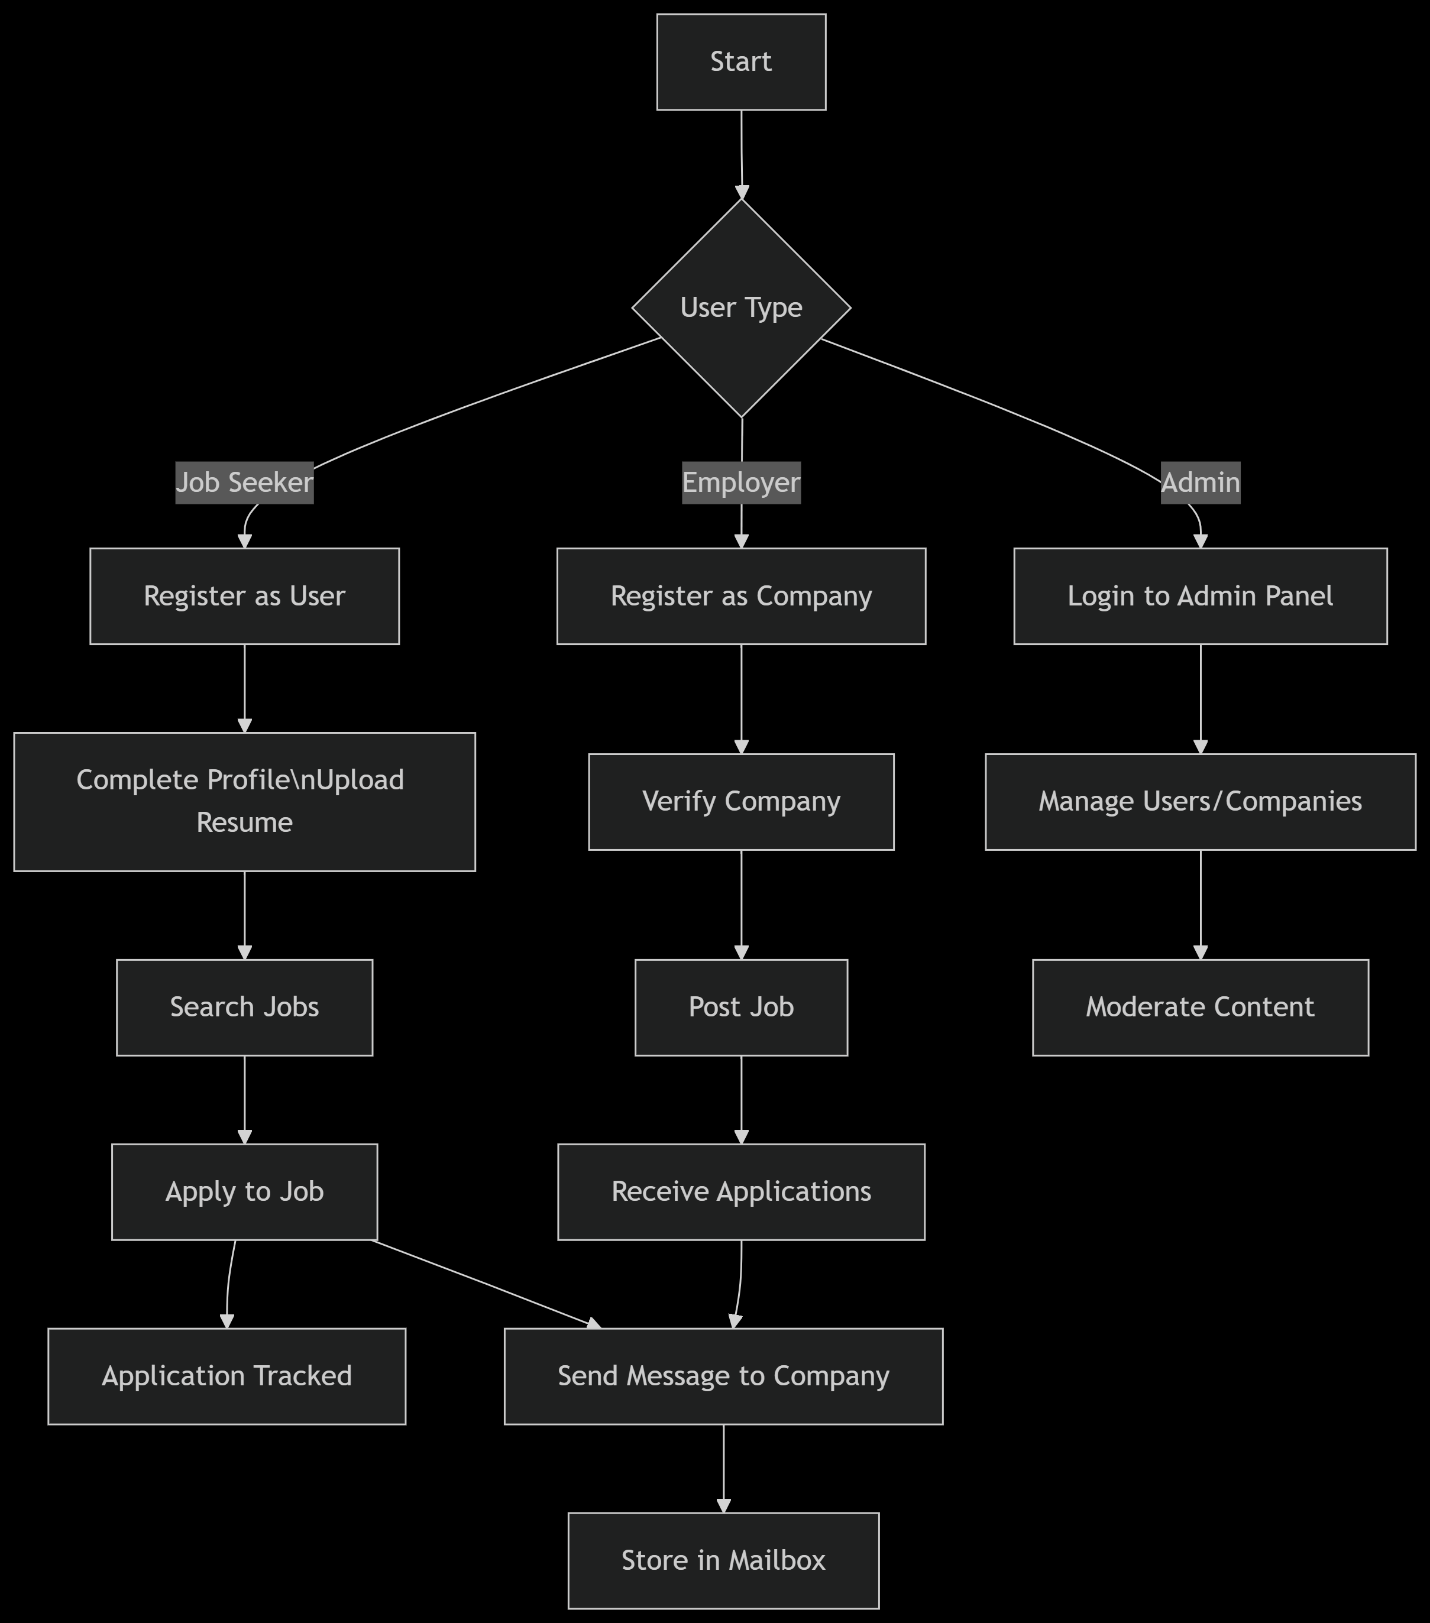 Start
User Type
Job Seeker
Employer
Admin
Register as User
Register as Company
Login to Admin Panel
Complete Profile\nUpload
Resume
Verify Company
Manage Users/Companies
Search Jobs
Post Job
Moderate Content
Apply to Job
Receive Applications
Application Tracked
Send Message to Company
Store in Mailbox